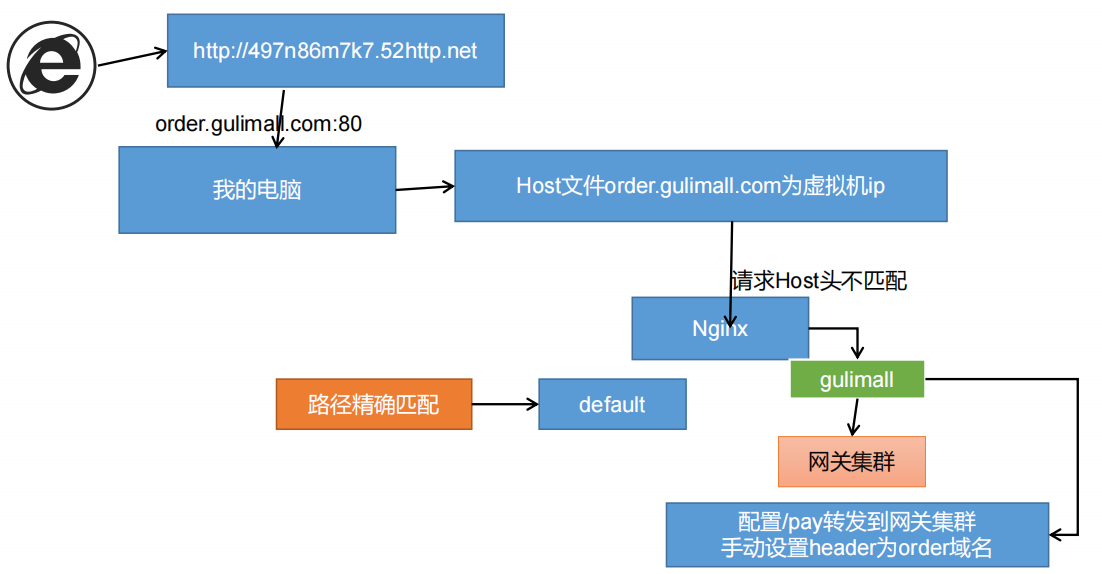 http://497n86m7k7.52http.net
order.gulimall.com:80
我的电脑
Host文件order.gulimall.com为虚拟机ip
请求Host头不匹配
Nginx
gulimall
路径精确匹配
default
网关集群
配置/pay转发到网关集群
手动设置header为order域名